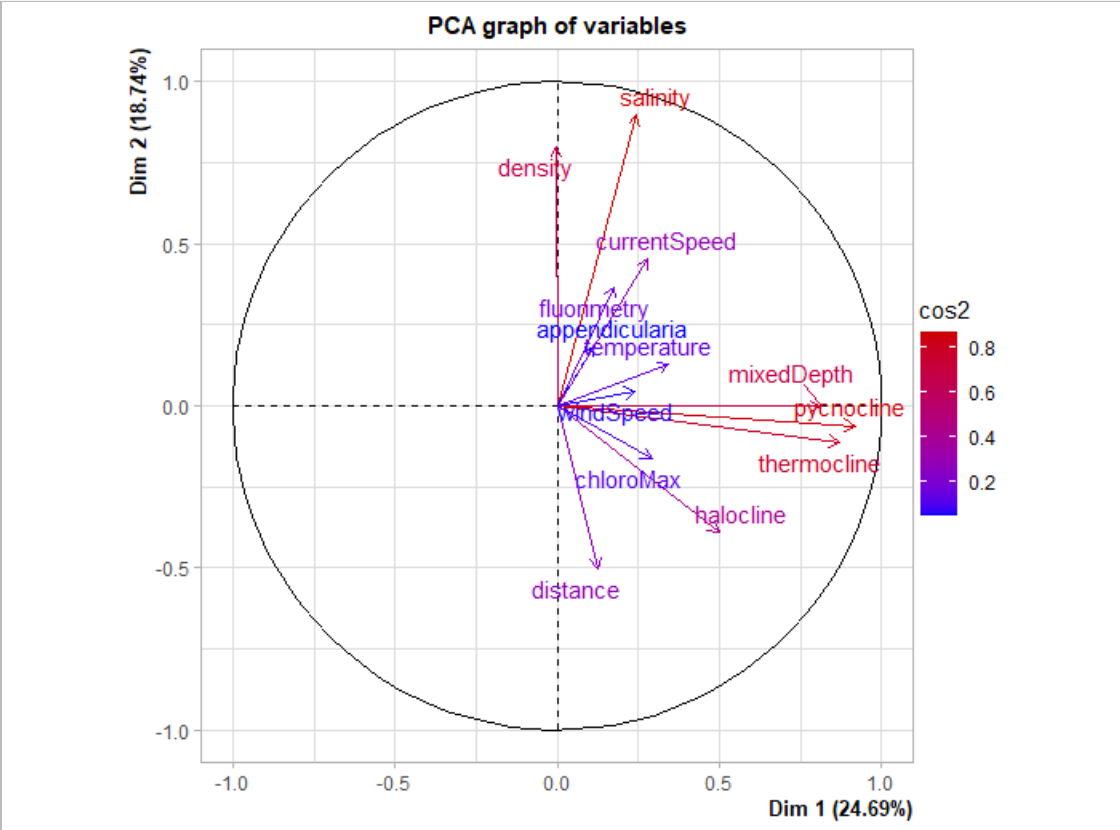 PCA graph of variables
Dim 2 (18.74%)
1.0
0.5
0.0
-0.5
-1.0
salinity
density
currentSpeed
fluorimetry
appendicularia
temperature
mixedDepth
pycnocline
windSpeed
thermocline
chloroMax
halocline
distance
-1.0
-0.5
0.0
0.5
1.0
Dim 1 (24.69%)
cos2
0.8
0.6
0.4
0.2